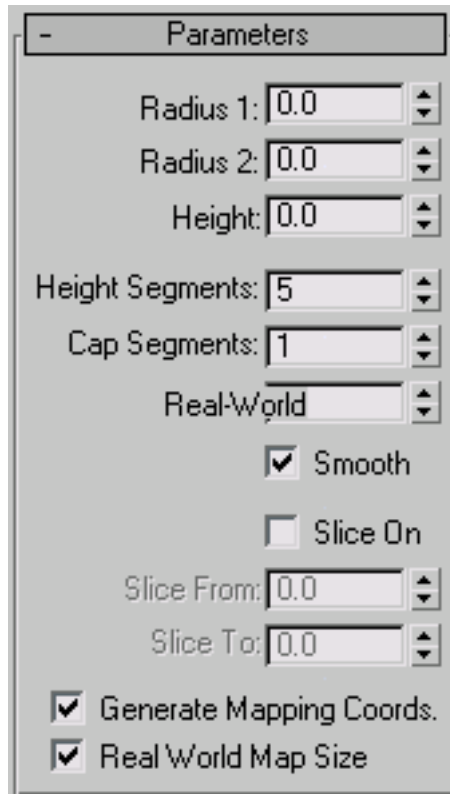 - Parameters
Radius 1: 0.0
Radius 2: 0.0
Height: 0.0
Height Segments: 5
Cap Segments: 1
Real-World
Smooth
Slice On
Slice From: 0.0
Slice To: 0.0
Generate Mapping Coords.
Real World Map Size